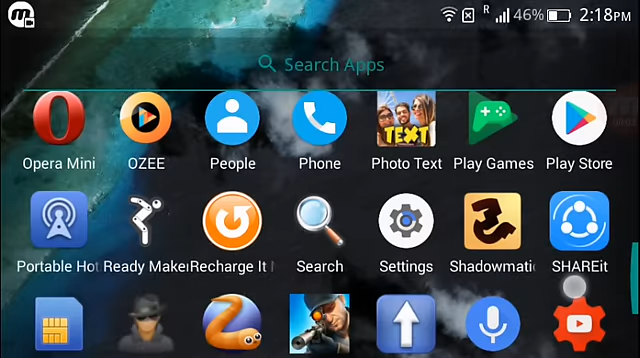 R 46% 2:18PM
Search Apps
Opera Mini OZEE People Phone Photo Text Play Games Play Store
Portable Hot Ready Maker Recharge It Search Settings Shadowmatic SHAREit
TEXT